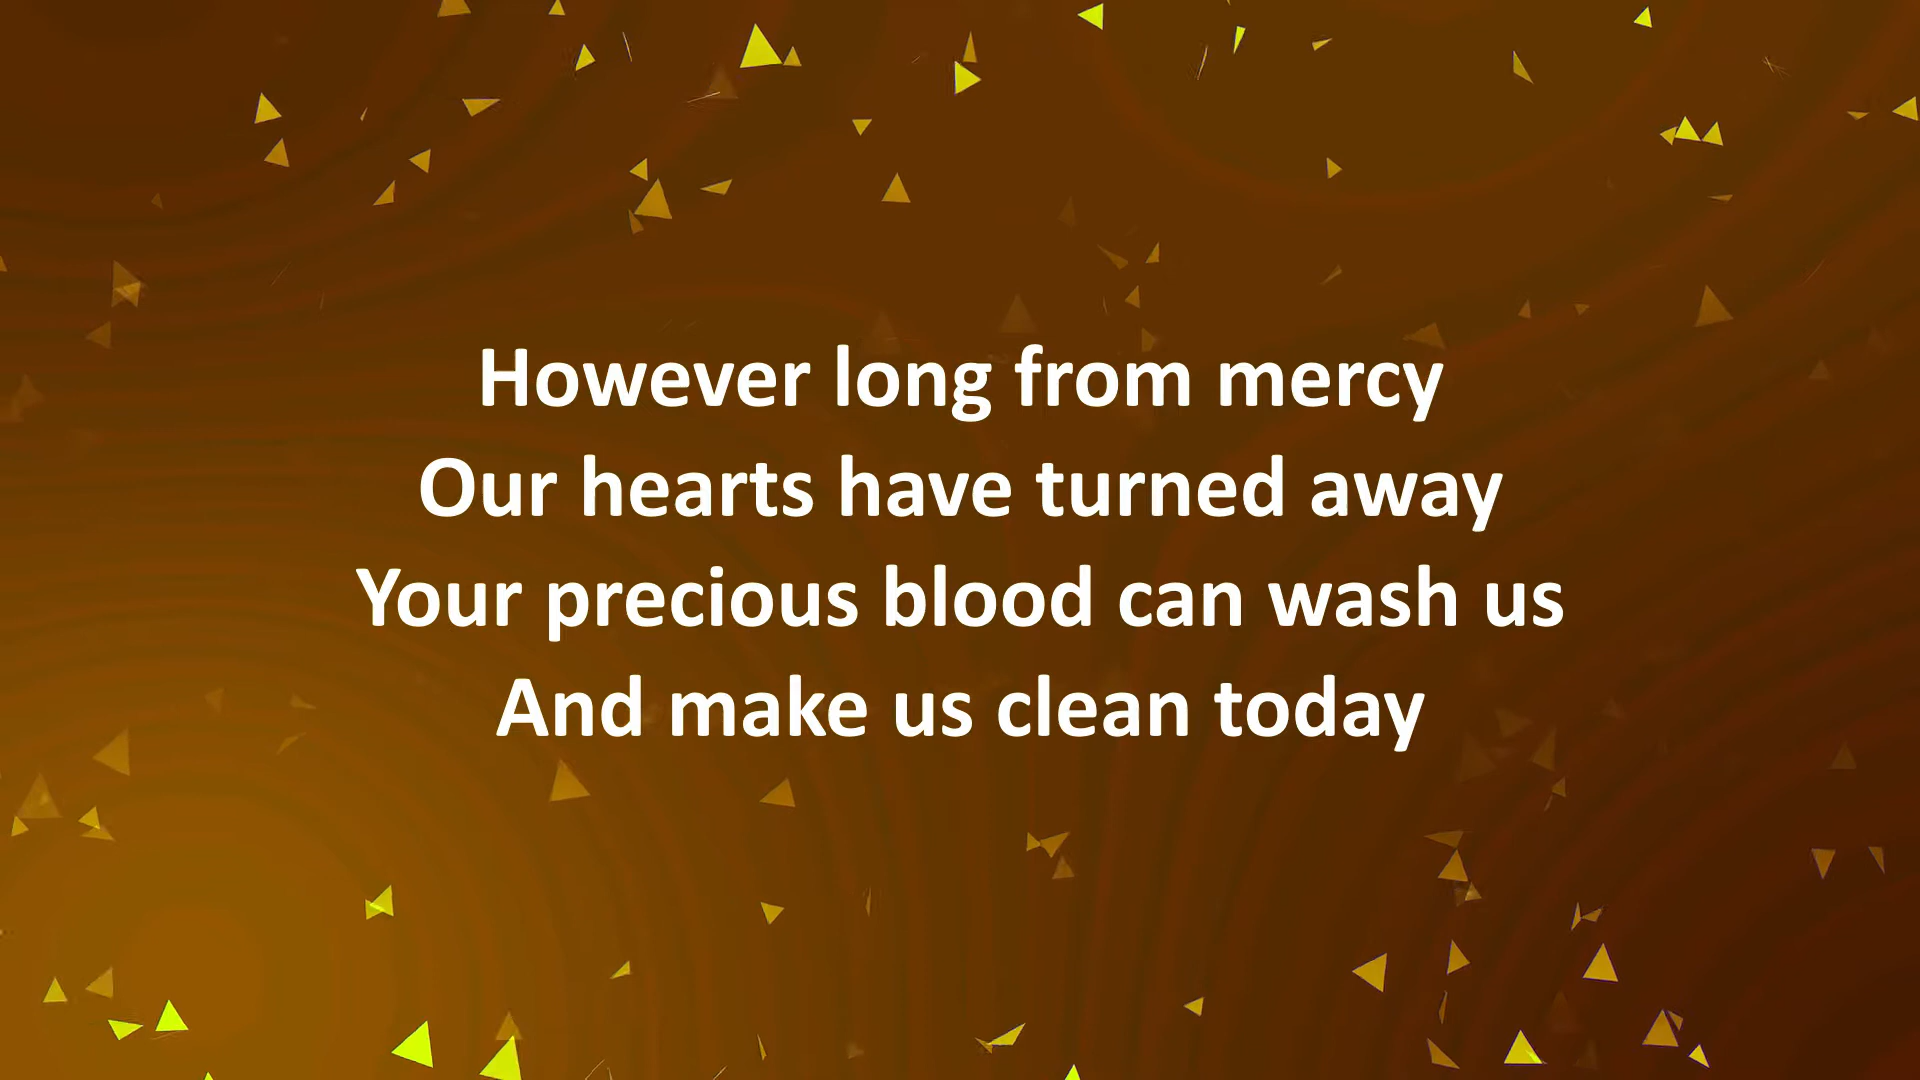 However long from mercy
Our hearts have turned away
Your precious blood can wash us
And make us clean today